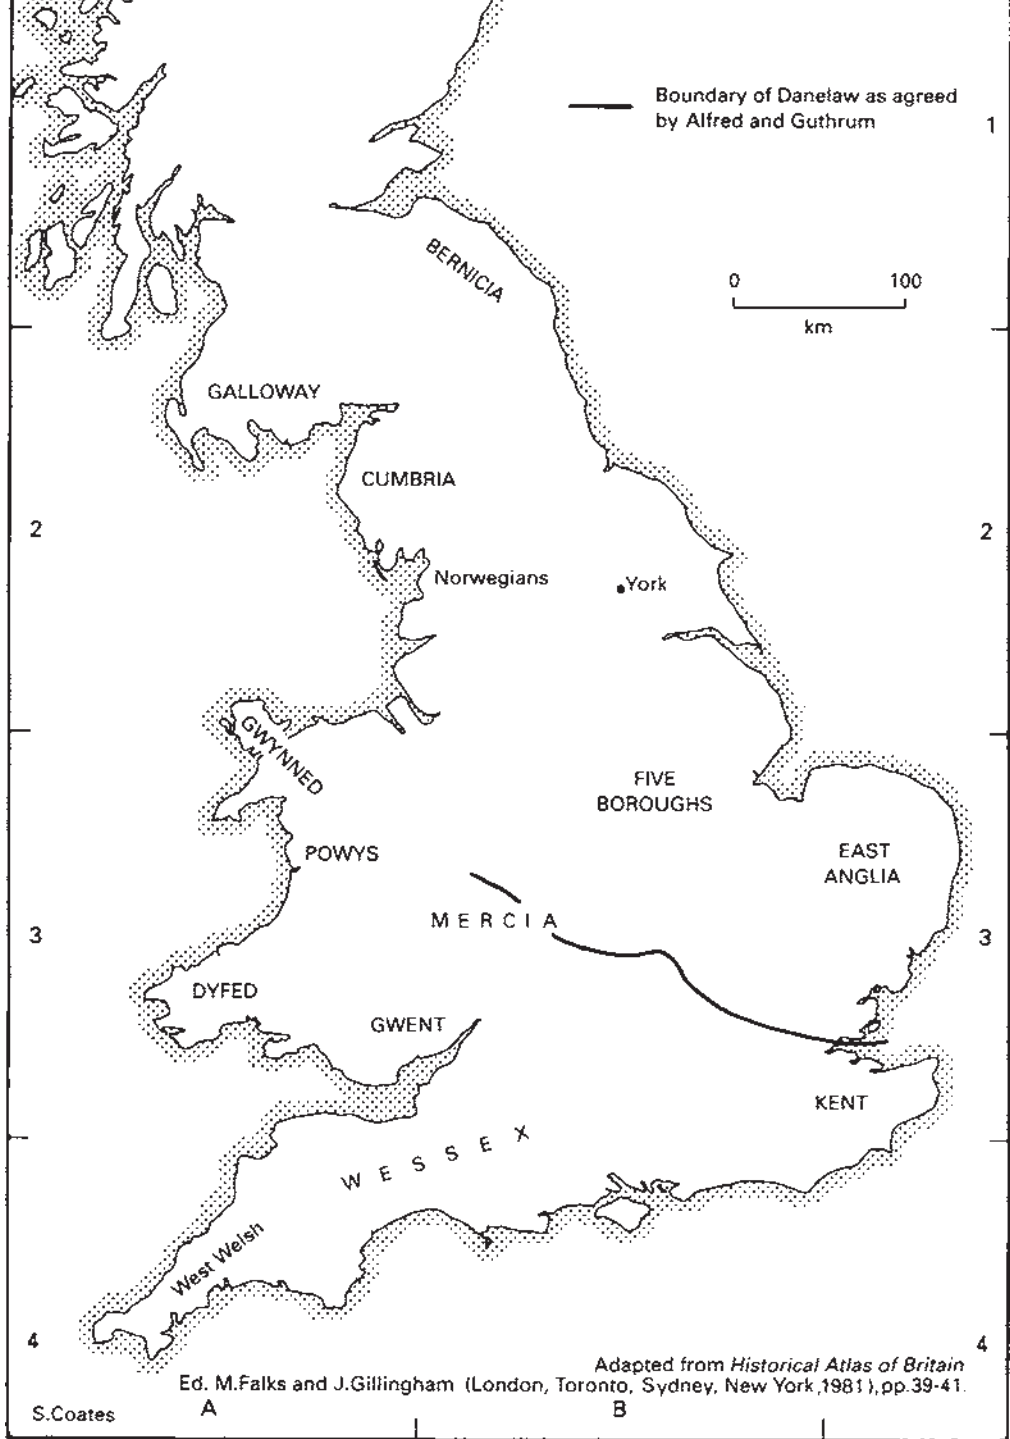 Boundary of Danelaw as agreed
by Alfred and Guthrum
1
BERNICIA
0 100
km
GALLOWAY
CUMBRIA
2
2
Norwegians
York
GWYNNED
FIVE
BOROUGHS
POWYS
EAST
ANGLIA
MERCIA
3
3
DYFED
GWENT
KENT
WESSEX
West Welsh
4
4
Adapted from Historical Atlas of Britain
Ed. M.Falks and J.Gillingham (London, Toronto, Sydney, New York,1981),pp.39-41.
S.Coates
A
B